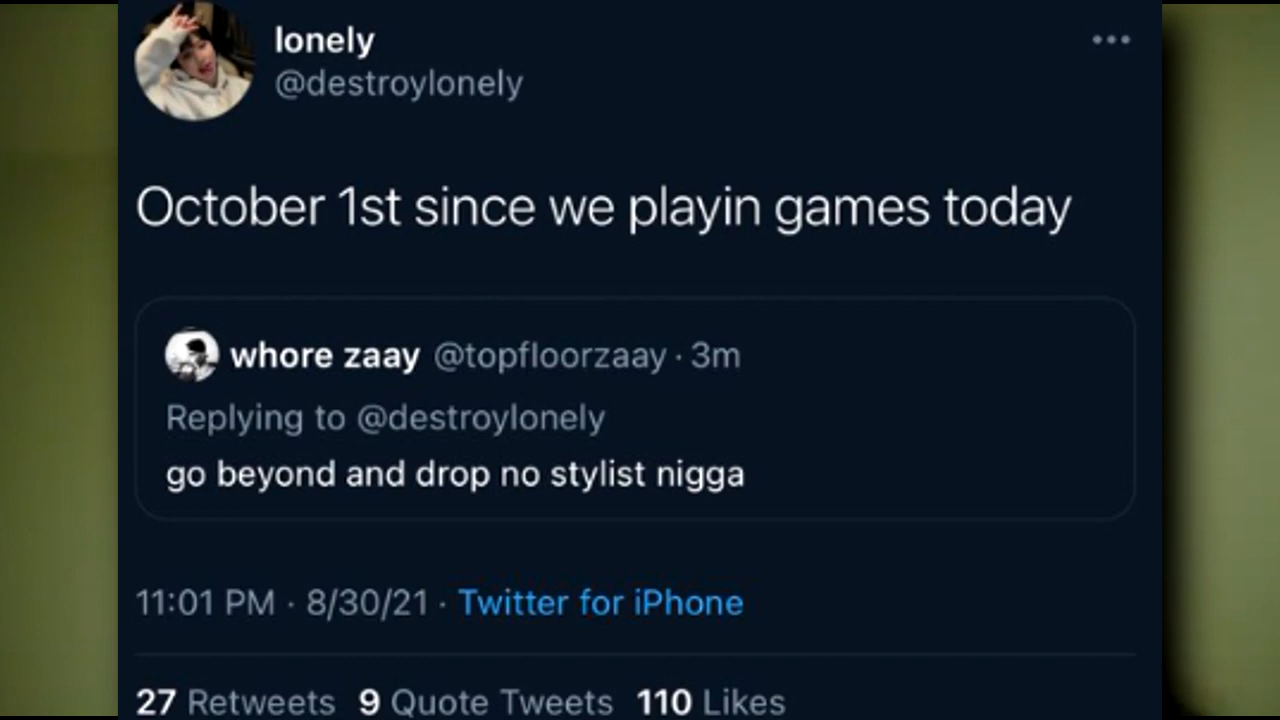 lonely
@destroylonely
October 1st since we playin games today
whore zaay @topfloorzaay · 3m
Replying to @destroylonely
go beyond and drop no stylist nigga
11:01 PM · 8/30/21 · Twitter for iPhone
27 Retweets 9 Quote Tweets 110 Likes